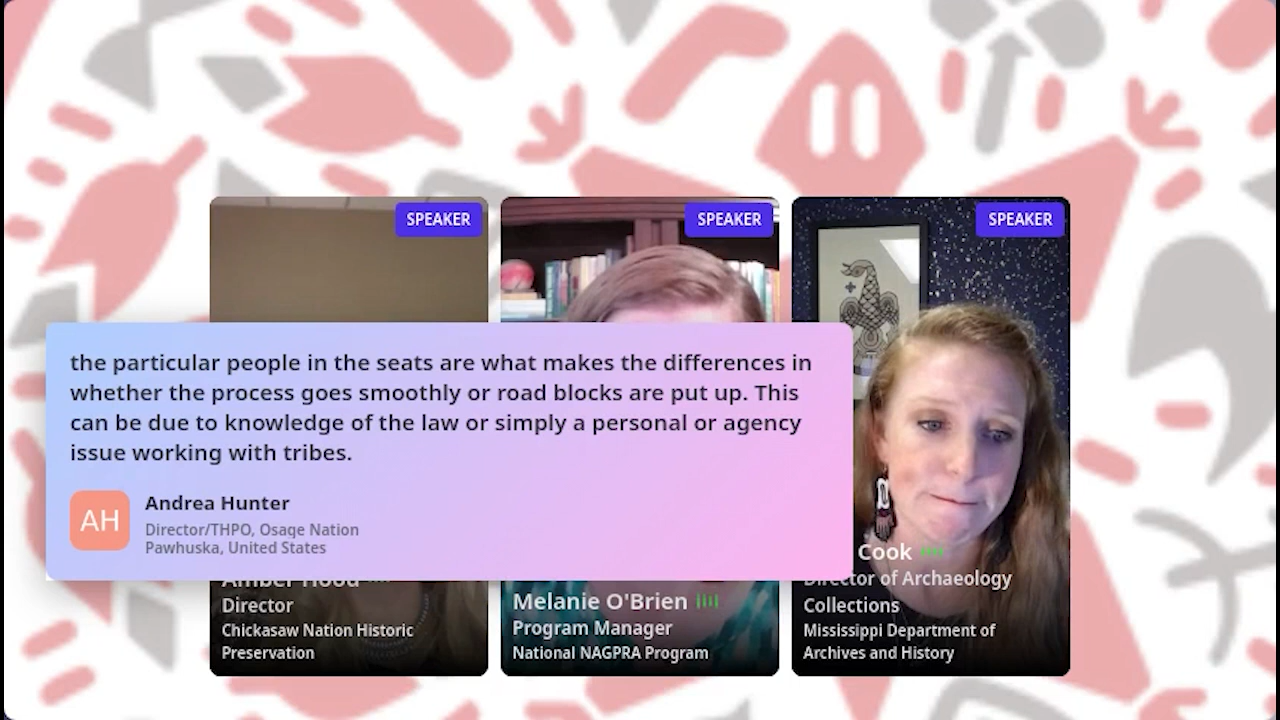 SPEAKER
SPEAKER
SPEAKER
the particular people in the seats are what makes the differences in
whether the process goes smoothly or road blocks are put up. This
can be due to knowledge of the law or simply a personal or agency
issue working with tribes.
AH
Andrea Hunter
Director/THPO, Osage Nation
Pawhuska, United States
Amber Hood
Director
Chickasaw Nation Historic
Preservation
Melanie O'Brien
Program Manager
National NAGPRA Program
Cook
Director of Archaeology
Collections
Mississippi Department of
Archives and History